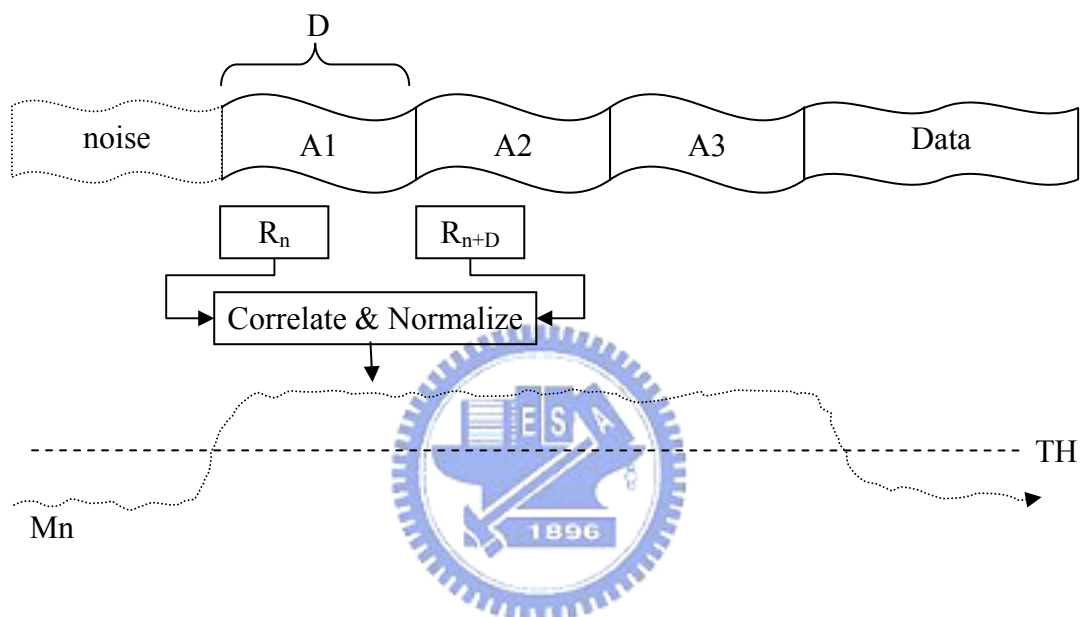 D
noise
A1
A2
A3
Data
Rn
Rn+D
Correlate & Normalize
E S A
TH
Mn
1896